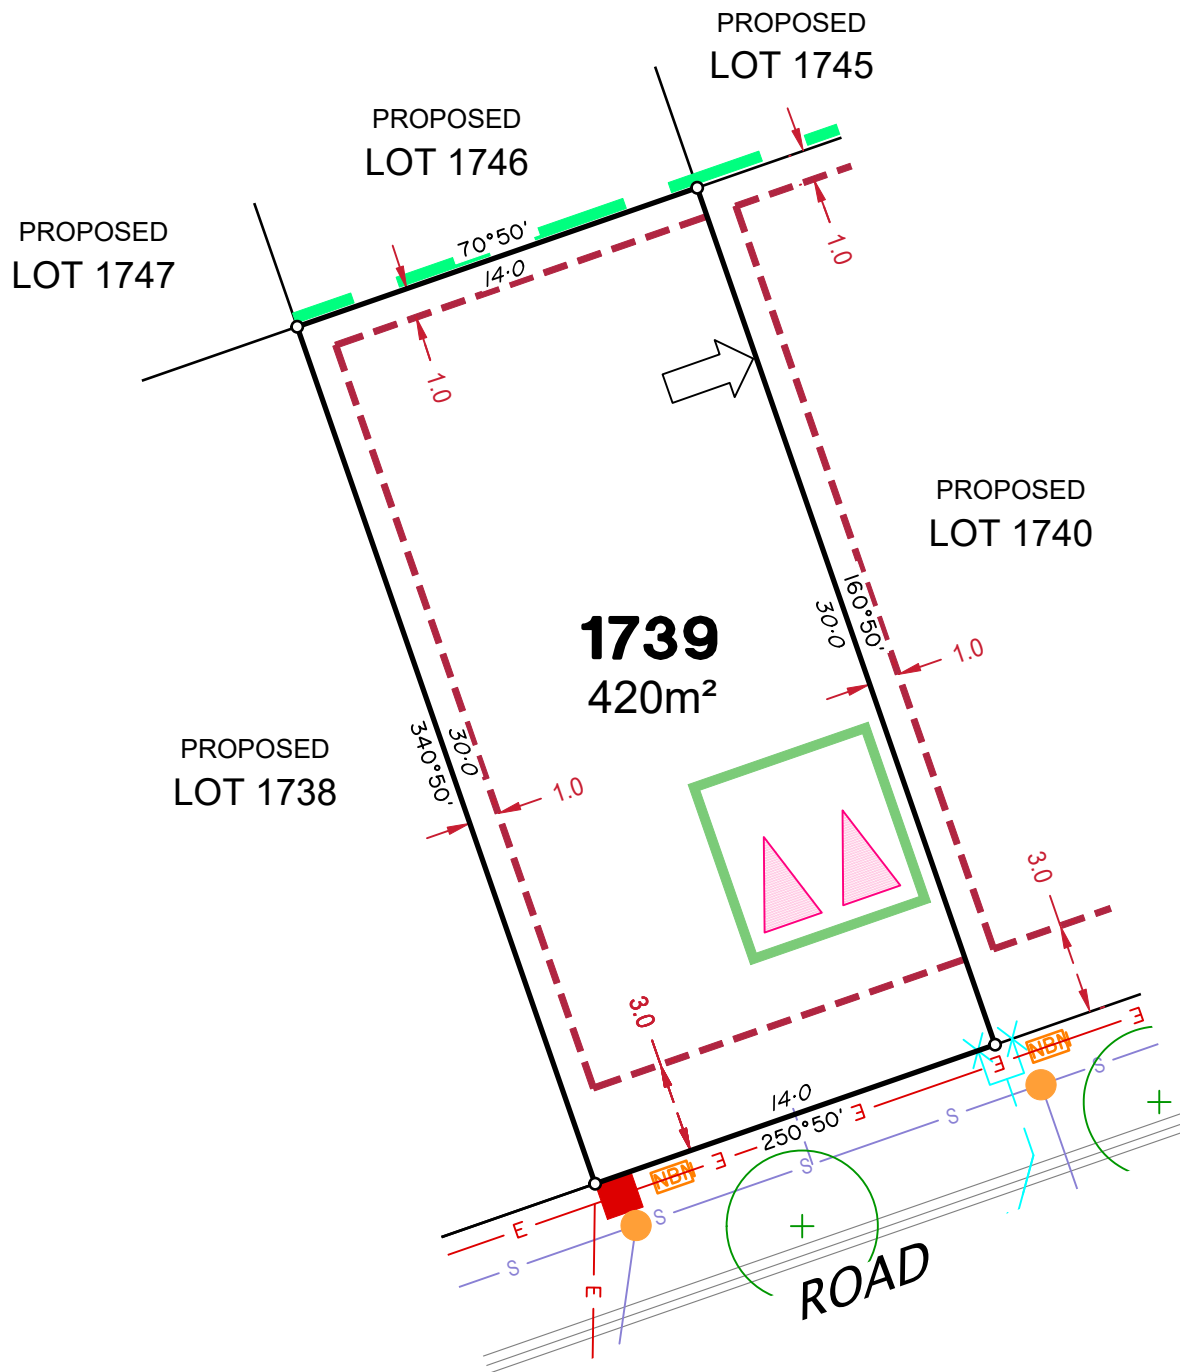 PROPOSED
LOT 1745
PROPOSED
LOT 1746
PROPOSED
LOT 1747
70°50'
14·0
1.0
1.0
PROPOSED
LOT 1740
160°50'
30·0
1739
420m²
1.0
PROPOSED
LOT 1738
340°50'
30·0
1.0
3.0
3.0
14·0
250°50'
E
E
E
E
E
E
NBN
NBN
S
S
S
S
S
ROAD